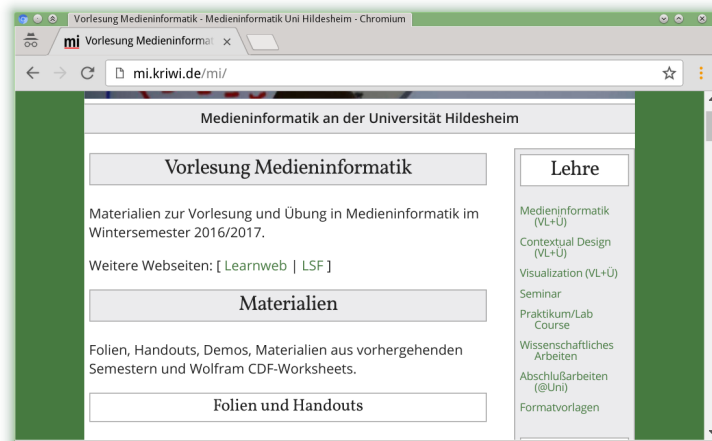 Vorlesung Medieninformatik - Medieninformatik Uni Hildesheim - Chromium
mi Vorlesung Medieninformat
mi.kriwi.de/mi/
Medieninformatik an der Universität Hildesheim
Vorlesung Medieninformatik
Materialien zur Vorlesung und Übung in Medieninformatik im
Wintersemester 2016/2017.
Weitere Webseiten: [ Learnweb | LSF ]
Materialien
Folien, Handouts, Demos, Materialien aus vorhergehenden
Semestern und Wolfram CDF-Worksheets.
Folien und Handouts
Lehre
Medieninformatik
(VL+Ü)
Contextual Design
(VL+Ü)
Visualization (VL+Ü)
Seminar
Praktikum/Lab
Course
Wissenschaftliches
Arbeiten
Abschlußarbeiten
(@Uni)
Formatvorlagen